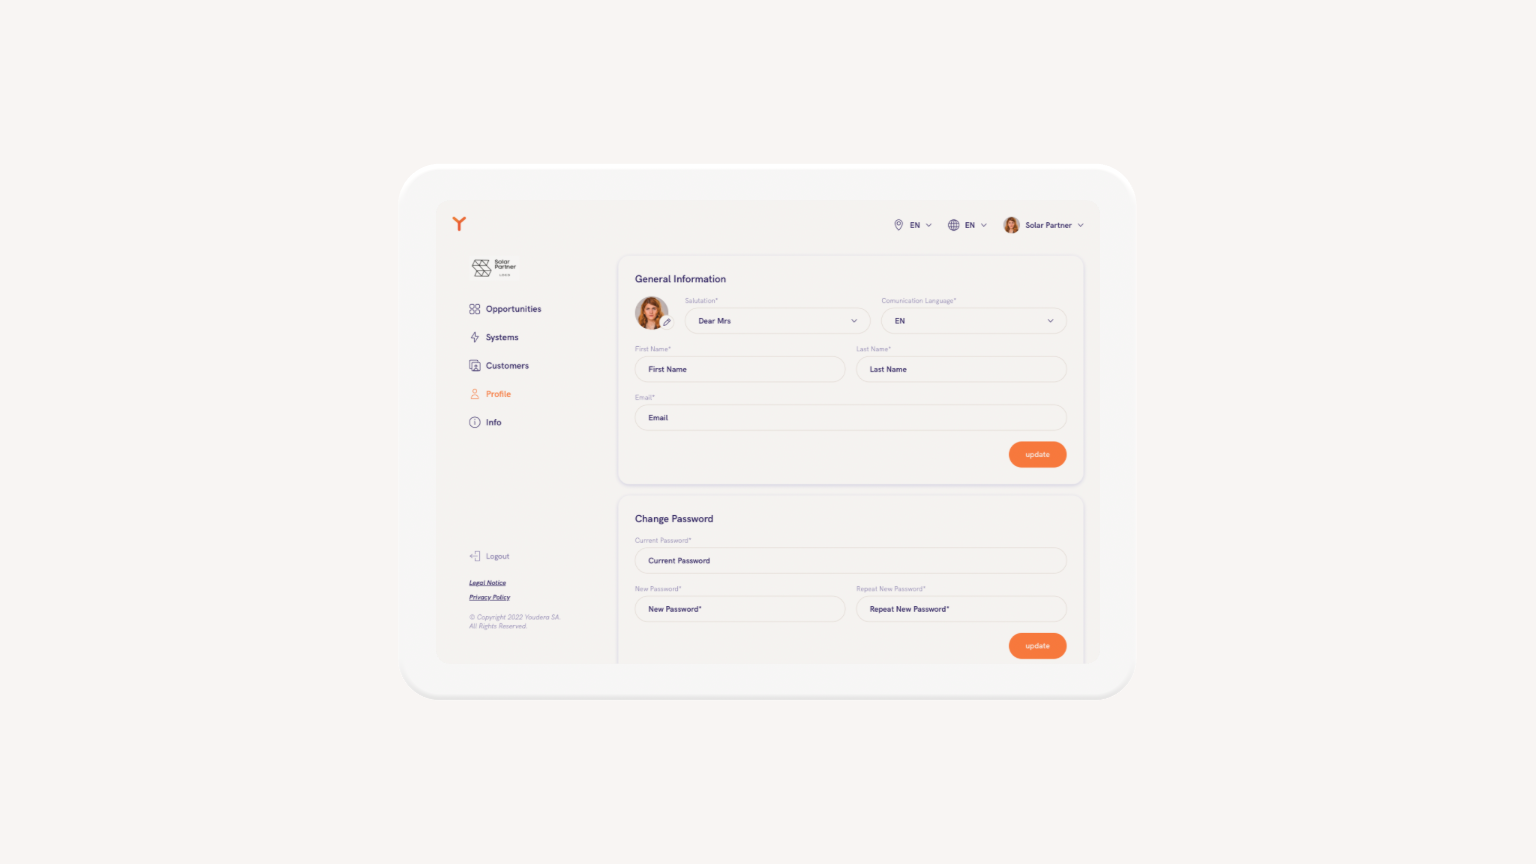 EN
EN
Solar Partner
Solar
Partner
Opportunities
Systems
Customers
Profile
Info
Logout
Legal Notice
Privacy Policy
© Copyright 2022 Youdera SA
All Rights Reserved.
General Information
Salutation*
Comunication Language*
Dear Mrs
EN
First Name*
Last Name*
First Name
Last Name
Email*
Email
update
Change Password
Current Password*
Current Password
New Password*
Repeat New Password*
New Password*
Repeat New Password*
update